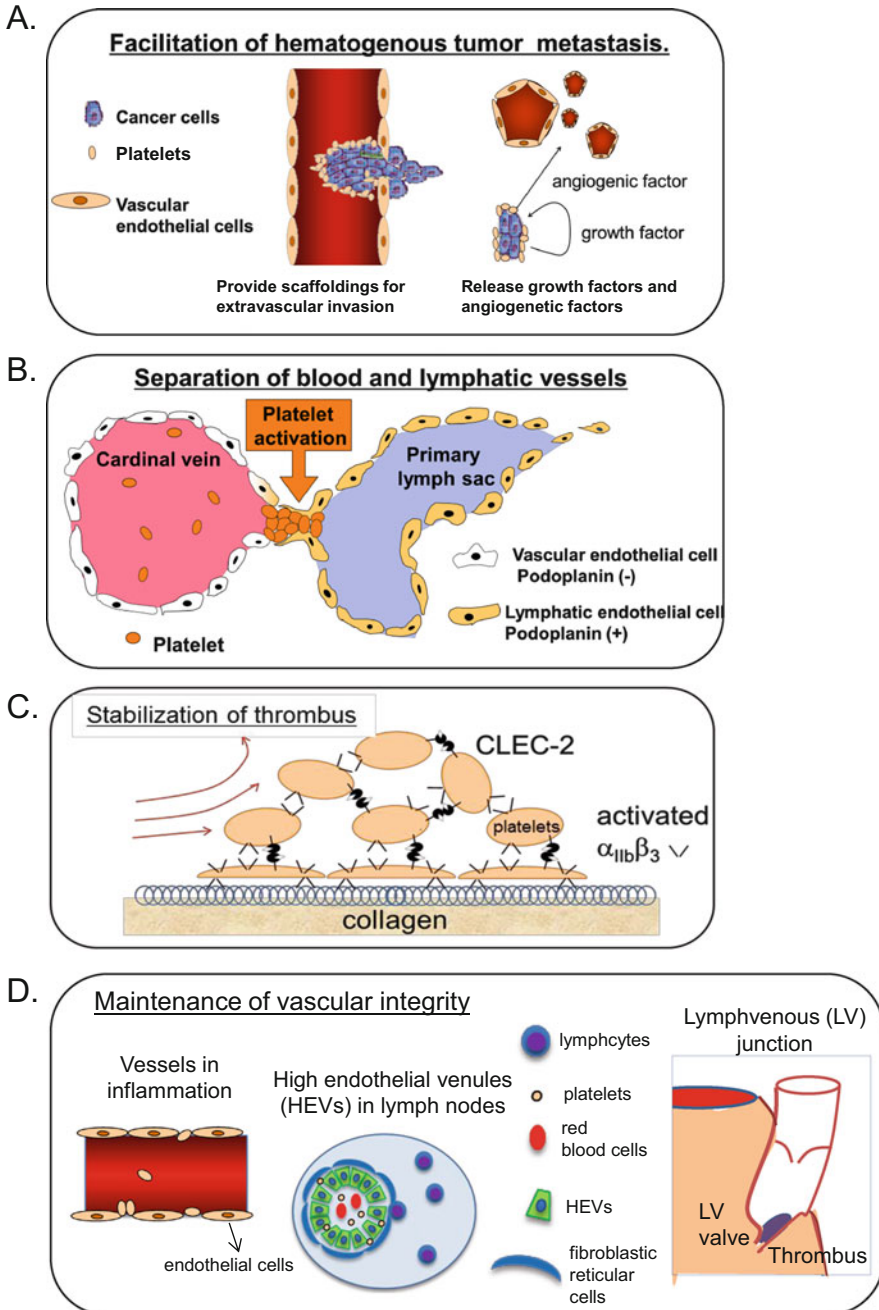 A.
Facilitation of hematogenous tumor metastasis.
Cancer cells
Platelets
Vascular
endothelial cells
angiogenic factor
growth factor
Provide scaffoldings for
extravascular invasion
Release growth factors and
angiogenetic factors
B.
Separation of blood and lymphatic vessels
Platelet
activation
Cardinal vein
Primary
lymph sac
Vascular endothelial cell
Podoplanin (-)
Lymphatic endothelial cell
Podoplanin (+)
Platelet
C.
Stabilization of thrombus
CLEC-2
platelets
activated
αIIbβ3
collagen
D.
Maintenance of vascular integrity
Vessels in
inflammation
endothelial cells
High endothelial venules
(HEVs) in lymph nodes
lymphcytes
platelets
red
blood cells
HEVs
fibroblastic
reticular
cells
Lymphvenous (LV)
junction
LV
valve
Thrombus